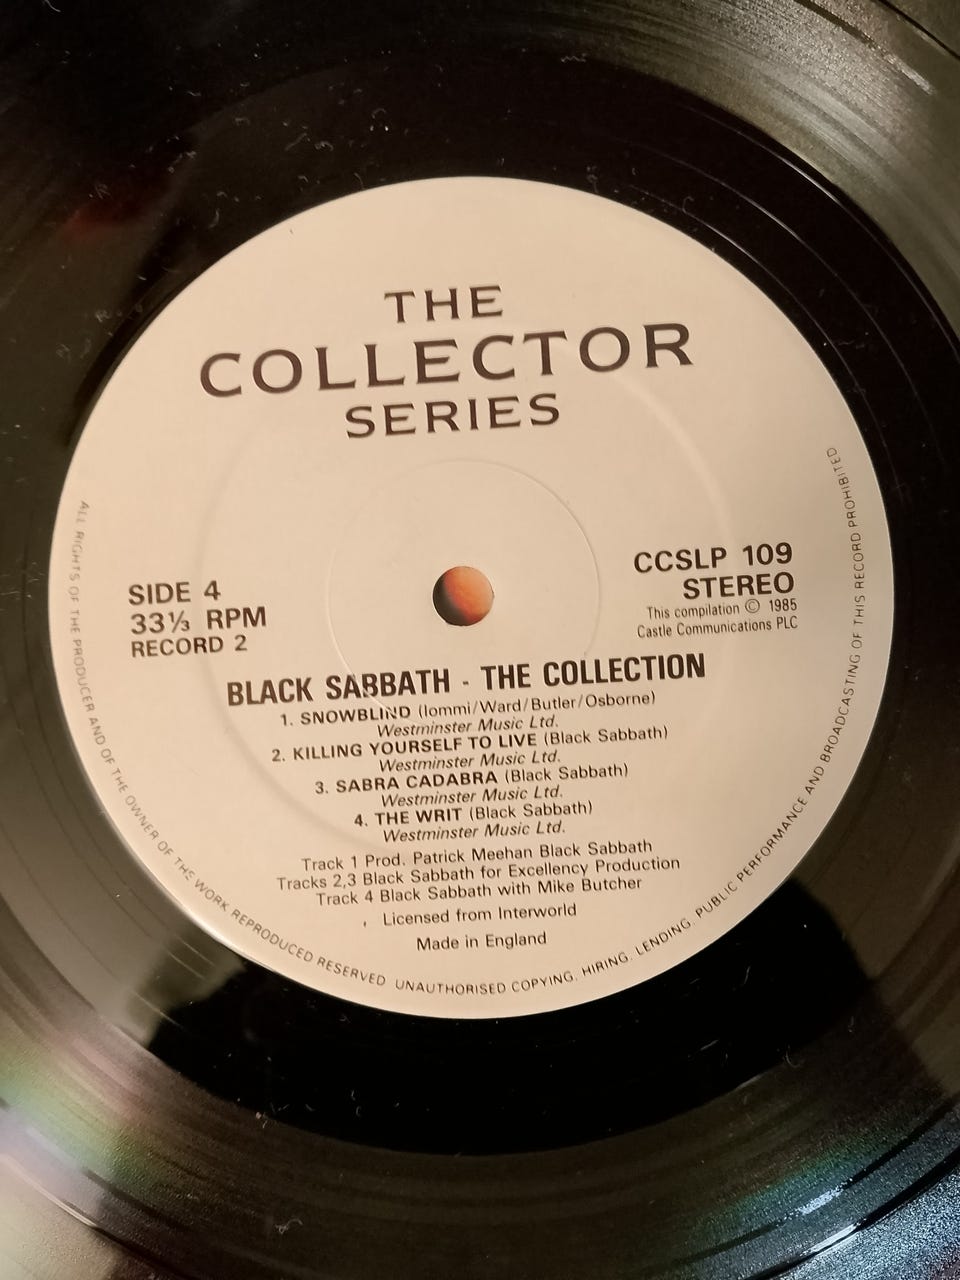 THE
COLLECTOR
SERIES
SIDE 4
33⅓ RPM
RECORD 2
CCSLP 109
STEREO
This compilation © 1985
Castle Communications PLC
BLACK SABBATH - THE COLLECTION
1. SNOWBLIND (Iommi/Ward/Butler/Osborne)
Westminster Music Ltd.
2. KILLING YOURSELF TO LIVE (Black Sabbath)
Westminster Music Ltd.
3. SABRA CADABRA (Black Sabbath)
Westminster Music Ltd.
4. THE WRIT (Black Sabbath)
Westminster Music Ltd.
Track 1 Prod. Patrick Meehan Black Sabbath
Tracks 2,3 Black Sabbath for Excellency Production
Track 4 Black Sabbath with Mike Butcher
Licensed from Interworld
Made in England
ALL RIGHTS OF THE PRODUCER AND OF THE OWNER OF THE WORK REPRODUCED RESERVED UNAUTHORISED COPYING, HIRING, LENDING, PUBLIC PERFORMANCE AND BROADCASTING OF THIS RECORD PROHIBITED